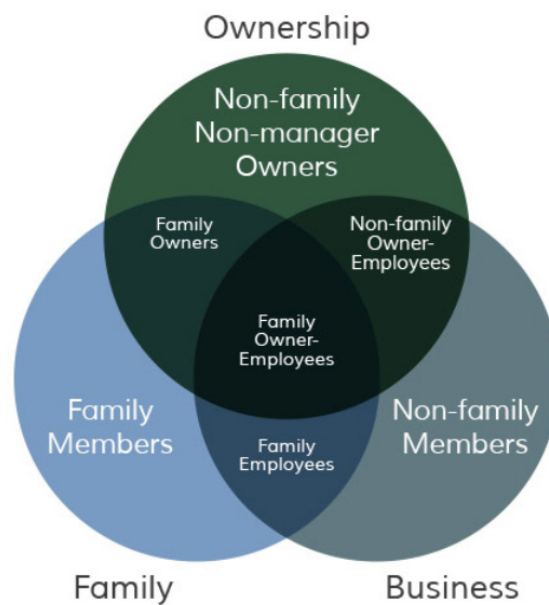 Ownership
Non-family
Non-manager
Owners
Family
Owners
Non-family
Owner-
Employees
Family
Owner-
Employees
Family
Members
Non-family
Members
Family
Employees
Family
Business